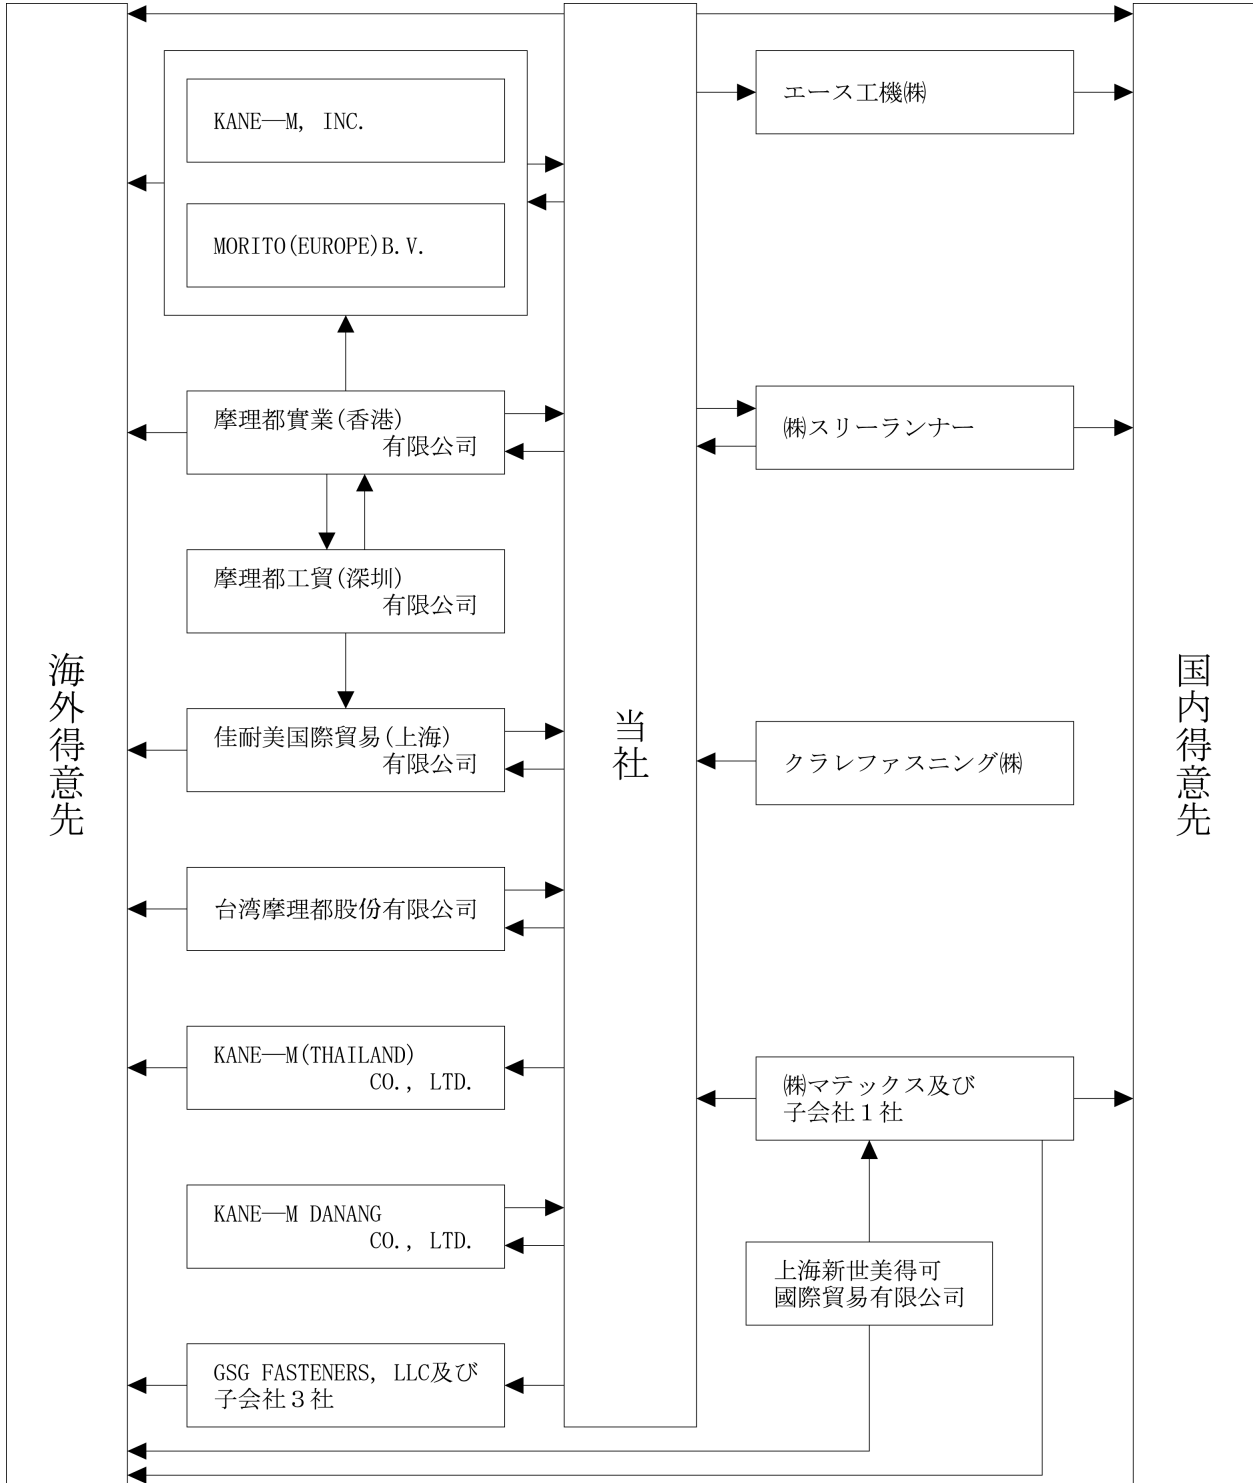 海外得意先
KANE―M, INC.
MORITO(EUROPE)B.V.
摩理都實業(香港)
有限公司
摩理都工貿(深圳)
有限公司
佳耐美国際貿易(上海)
有限公司
台湾摩理都股份有限公司
KANE―M(THAILAND)
CO., LTD.
KANE―M DANANG
CO., LTD.
GSG FASTENERS, LLC及び
子会社３社
当社
エース工機㈱
㈱スリーランナー
クラレファスニング㈱
㈱マテックス及び
子会社１社
上海新世美得可
國際貿易有限公司
国内得意先